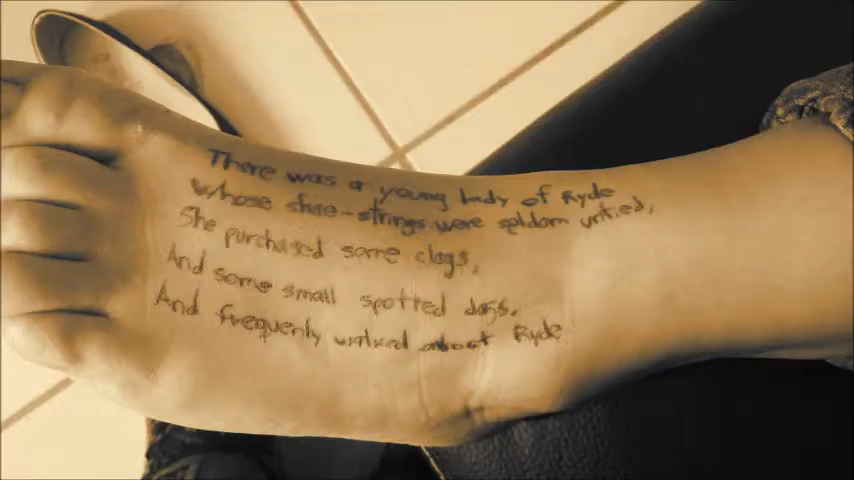 There was a young lady of Ryde
Whose shoe-strings were seldom untied,
She purchased some clogs,
And some small spotted dogs,
And frequenly walked about Ryde